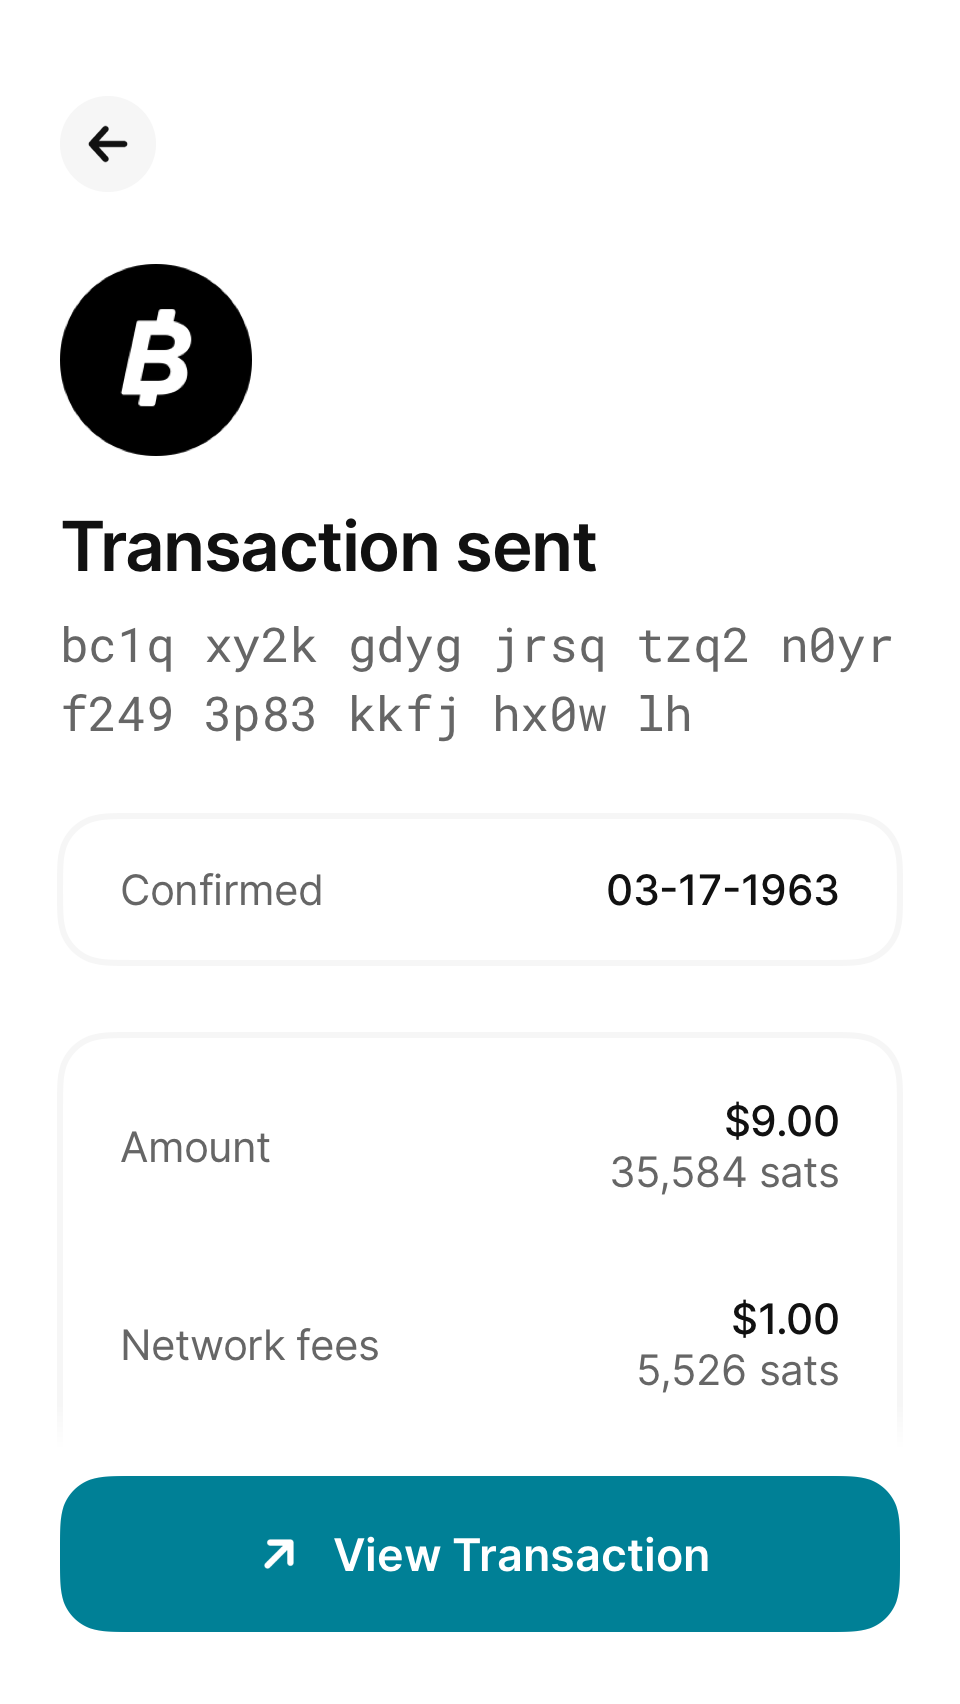 Transaction sent
bc1q xy2k gdyg jrsq tzq2 n0yr
f249 3p83 kkfj hx0w lh
Confirmed 03-17-1963
Amount $9.00
35,584 sats
Network fees $1.00
5,526 sats
View Transaction